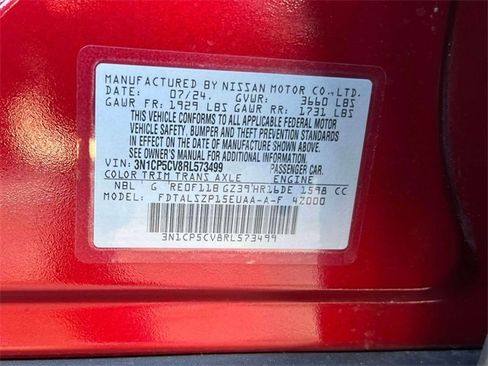 MANUFACTURED BY NISSAN MOTOR CO., LTD.
DATE: 07/24. GVWR: 3660 LBS
GAWR FR: 1929 LBS GAWR RR: 1731 LBS
THIS VEHICLE CONFORMS TO ALL APPLICABLE FEDERAL MOTOR
VEHICLE SAFETY, BUMPER AND THEFT PREVENTION STANDARDS
IN EFFECT ON THE DATE OF MANUFACTURE SHOWN ABOVE.
SEE OWNER'S MANUAL FOR ADDITIONAL INFORMATION
VIN: 3N1CP5CV8RL573499 PASSENGER CAR.
COLOR TRIM TRANS AXLE ENGINE
NBL G RE0F11B GZ39 HR16DE 1598 CC
MODEL: FDTALSZP15EUAA-A-F 42000
3N1CP5CV8RL573499